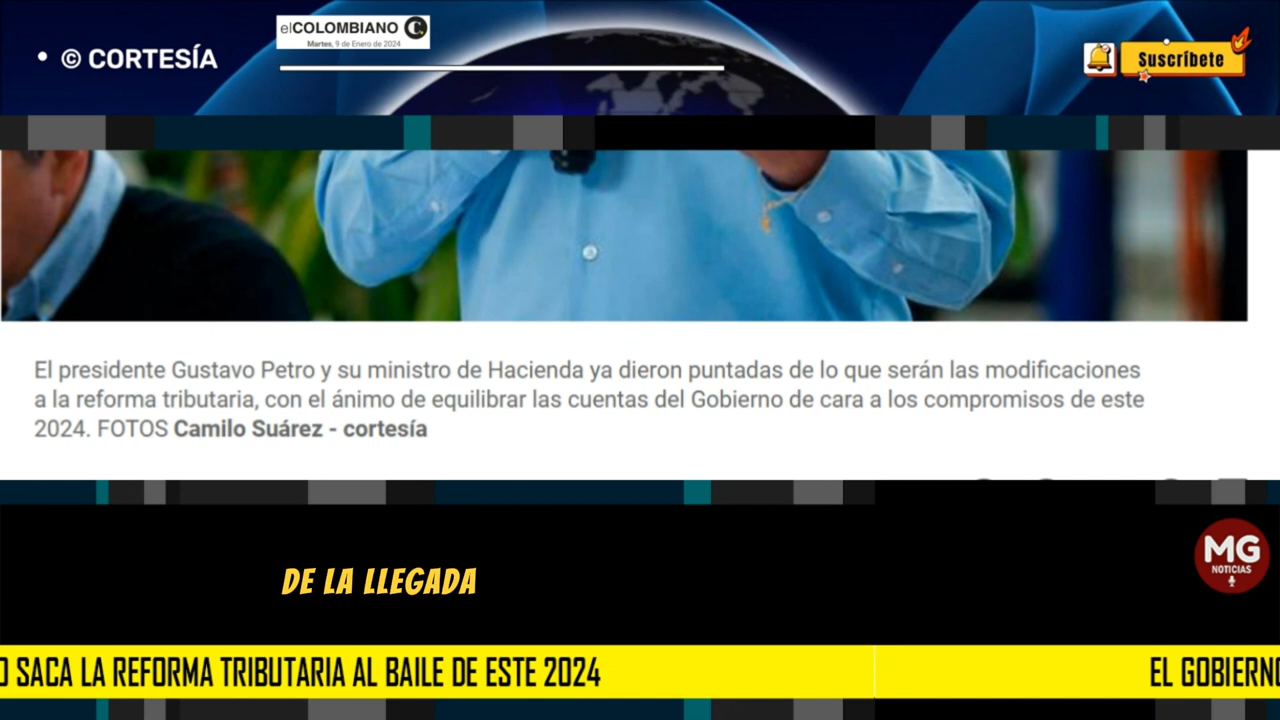 elCOLOMBIANO
Martes, 9 de Enero de 2024
• © CORTESÍA
Suscríbete
El presidente Gustavo Petro y su ministro de Hacienda ya dieron puntadas de lo que serán las modificaciones
a la reforma tributaria, con el ánimo de equilibrar las cuentas del Gobierno de cara a los compromisos de este
2024. FOTOS Camilo Suárez - cortesía
MG
NOTICIAS
DE LA LLEGADA
O SACA LA REFORMA TRIBUTARIA AL BAILE DE ESTE 2024 EL GOBIERNO